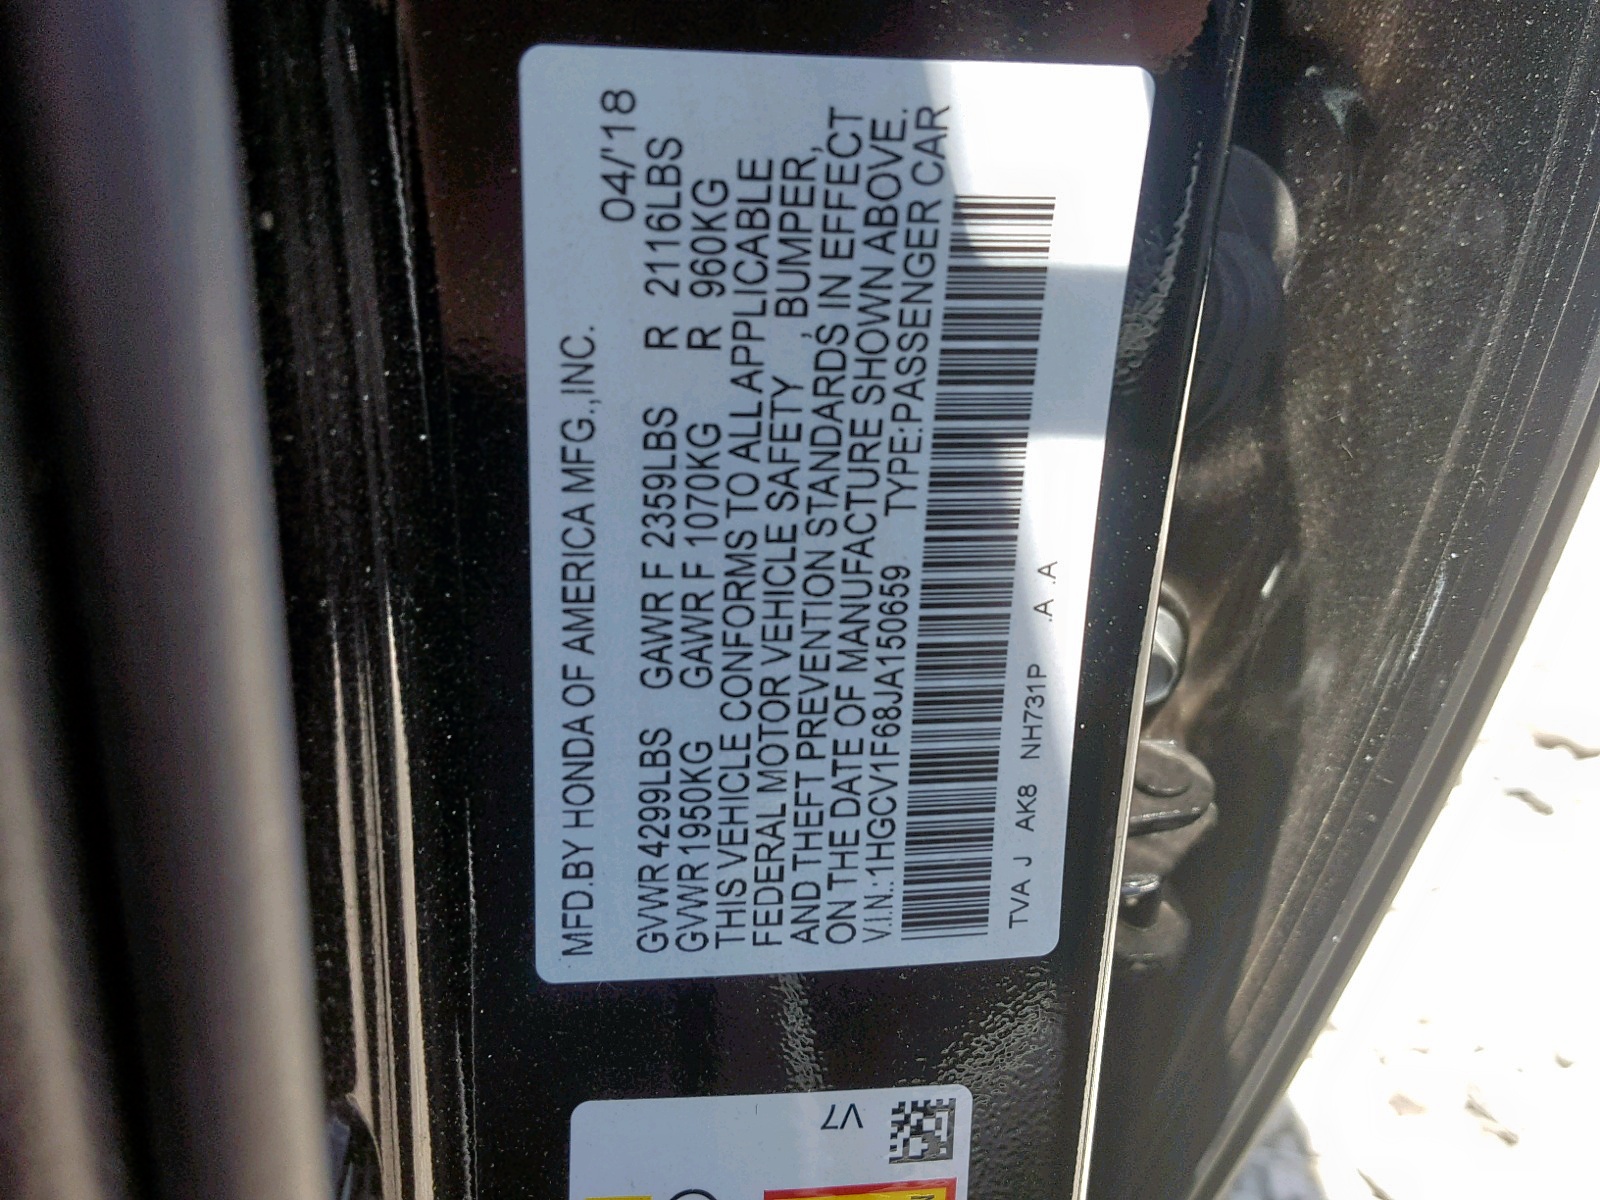 MFD.BY HONDA OF AMERICA MFG.,INC.
04/'18
GVWR 4299LBS GAWR F 2359LBS R 2116LBS
GVWR 1950KG GAWR F 1070KG R 960KG
THIS VEHICLE CONFORMS TO ALL APPLICABLE
FEDERAL MOTOR VEHICLE SAFETY, BUMPER,
AND THEFT PREVENTION STANDARDS IN EFFECT
ON THE DATE OF MANUFACTURE SHOWN ABOVE.
V.I.N.:1HGCV1F68JA150659 TYPE:PASSENGER CAR
TVA J AK8 NH731P .A .A
V7